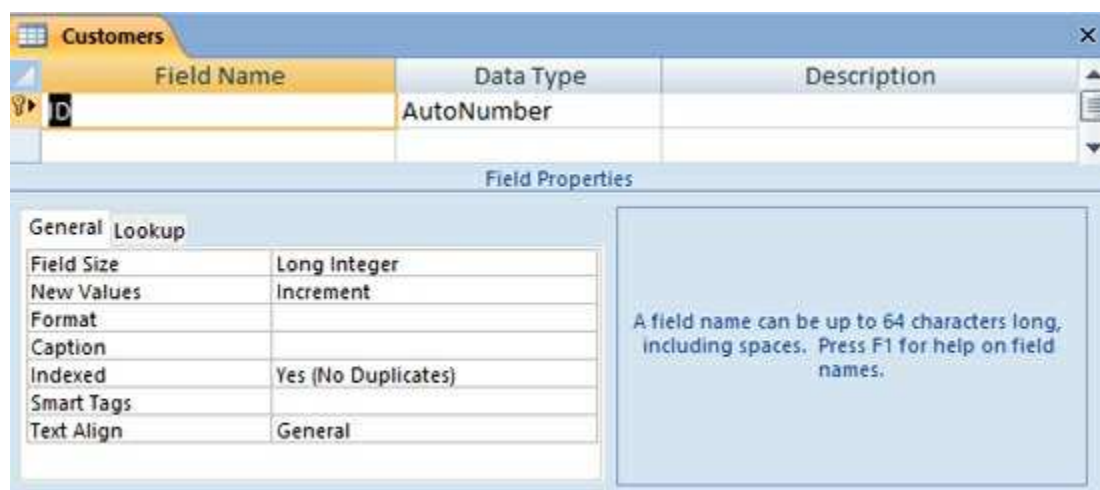 Customers
Field Name Data Type Description
ID AutoNumber
Field Properties
General Lookup
Field Size Long Integer
New Values Increment
Format
Caption
Indexed Yes (No Duplicates)
Smart Tags
Text Align General
A field name can be up to 64 characters long,
including spaces. Press F1 for help on field
names.